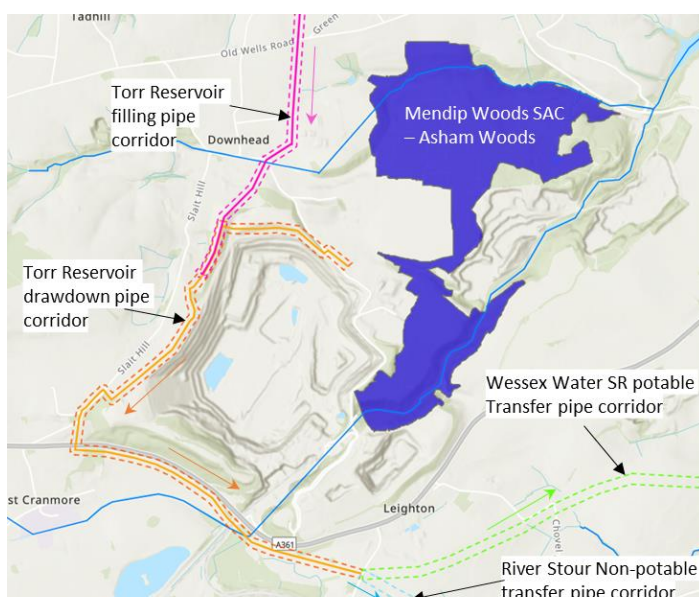 Tadhill
Green
Old Wells Road
Torr Reservoir
filling pipe
corridor
Mendip Woods SAC
– Asham Woods
Downhead
Slait Hill
Torr Reservoir
drawdown pipe
corridor
Slait Hill
Wessex Water SR potable
Transfer pipe corridor
st Cranmore
Leighton
Chovel
A361
River Stour Non-potable
transfer pipe corridor